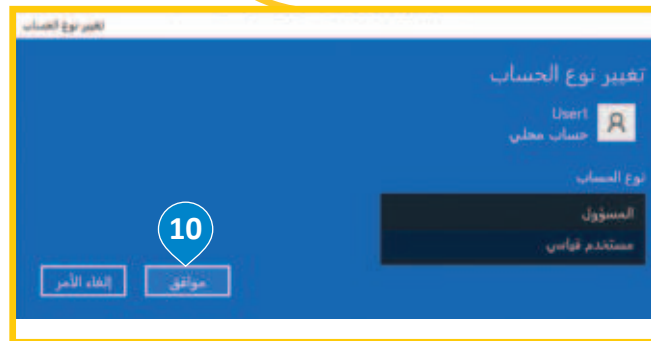 تغيير نوع الحساب
تغيير نوع الحساب
User1
حساب محلي
نوع الحساب
المسؤول
مستخدم قياسي
10
موافق
إلغاء الأمر